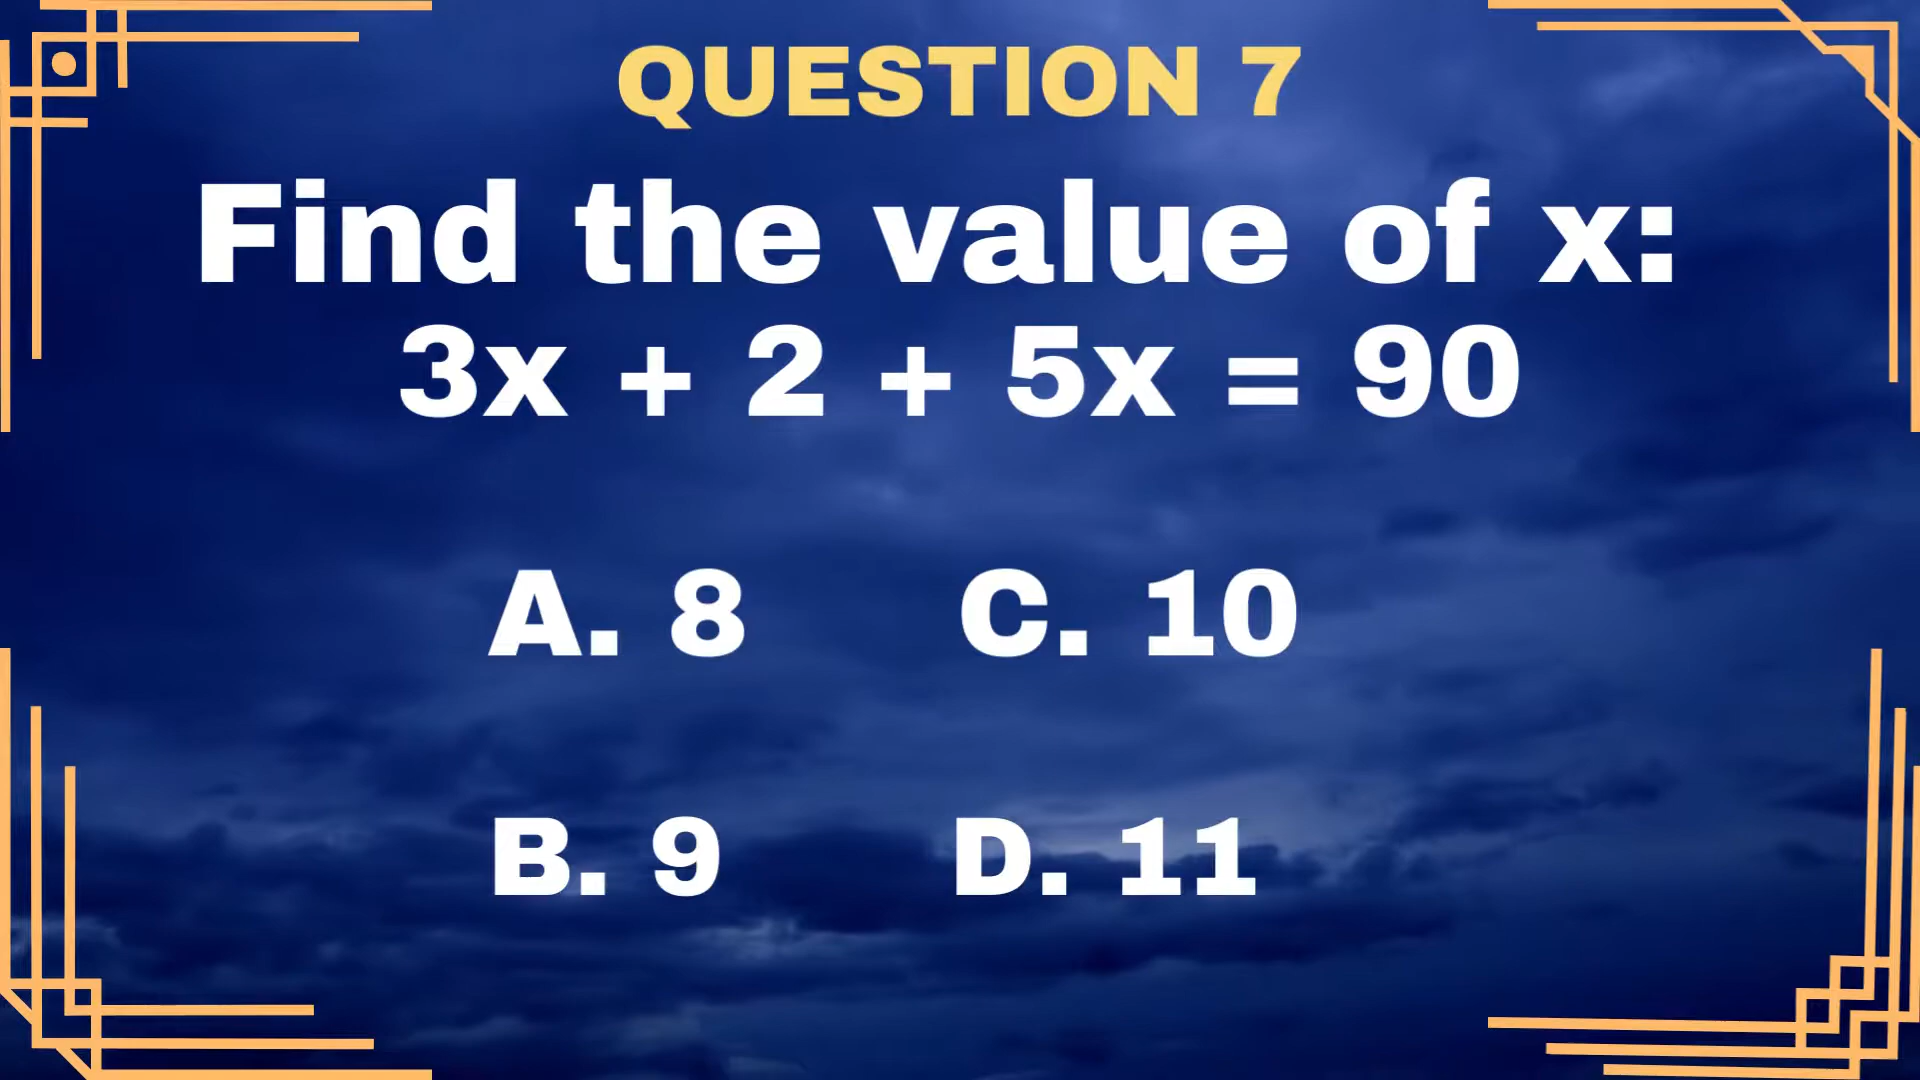 QUESTION 7
Find the value of x:
3x + 2 + 5x = 90
A. 8
C. 10
B. 9
D. 11